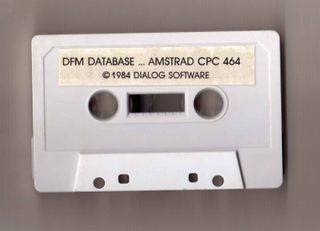 DFM DATABASE ... AMSTRAD CPC 464
© 1984 DIALOG SOFTWARE